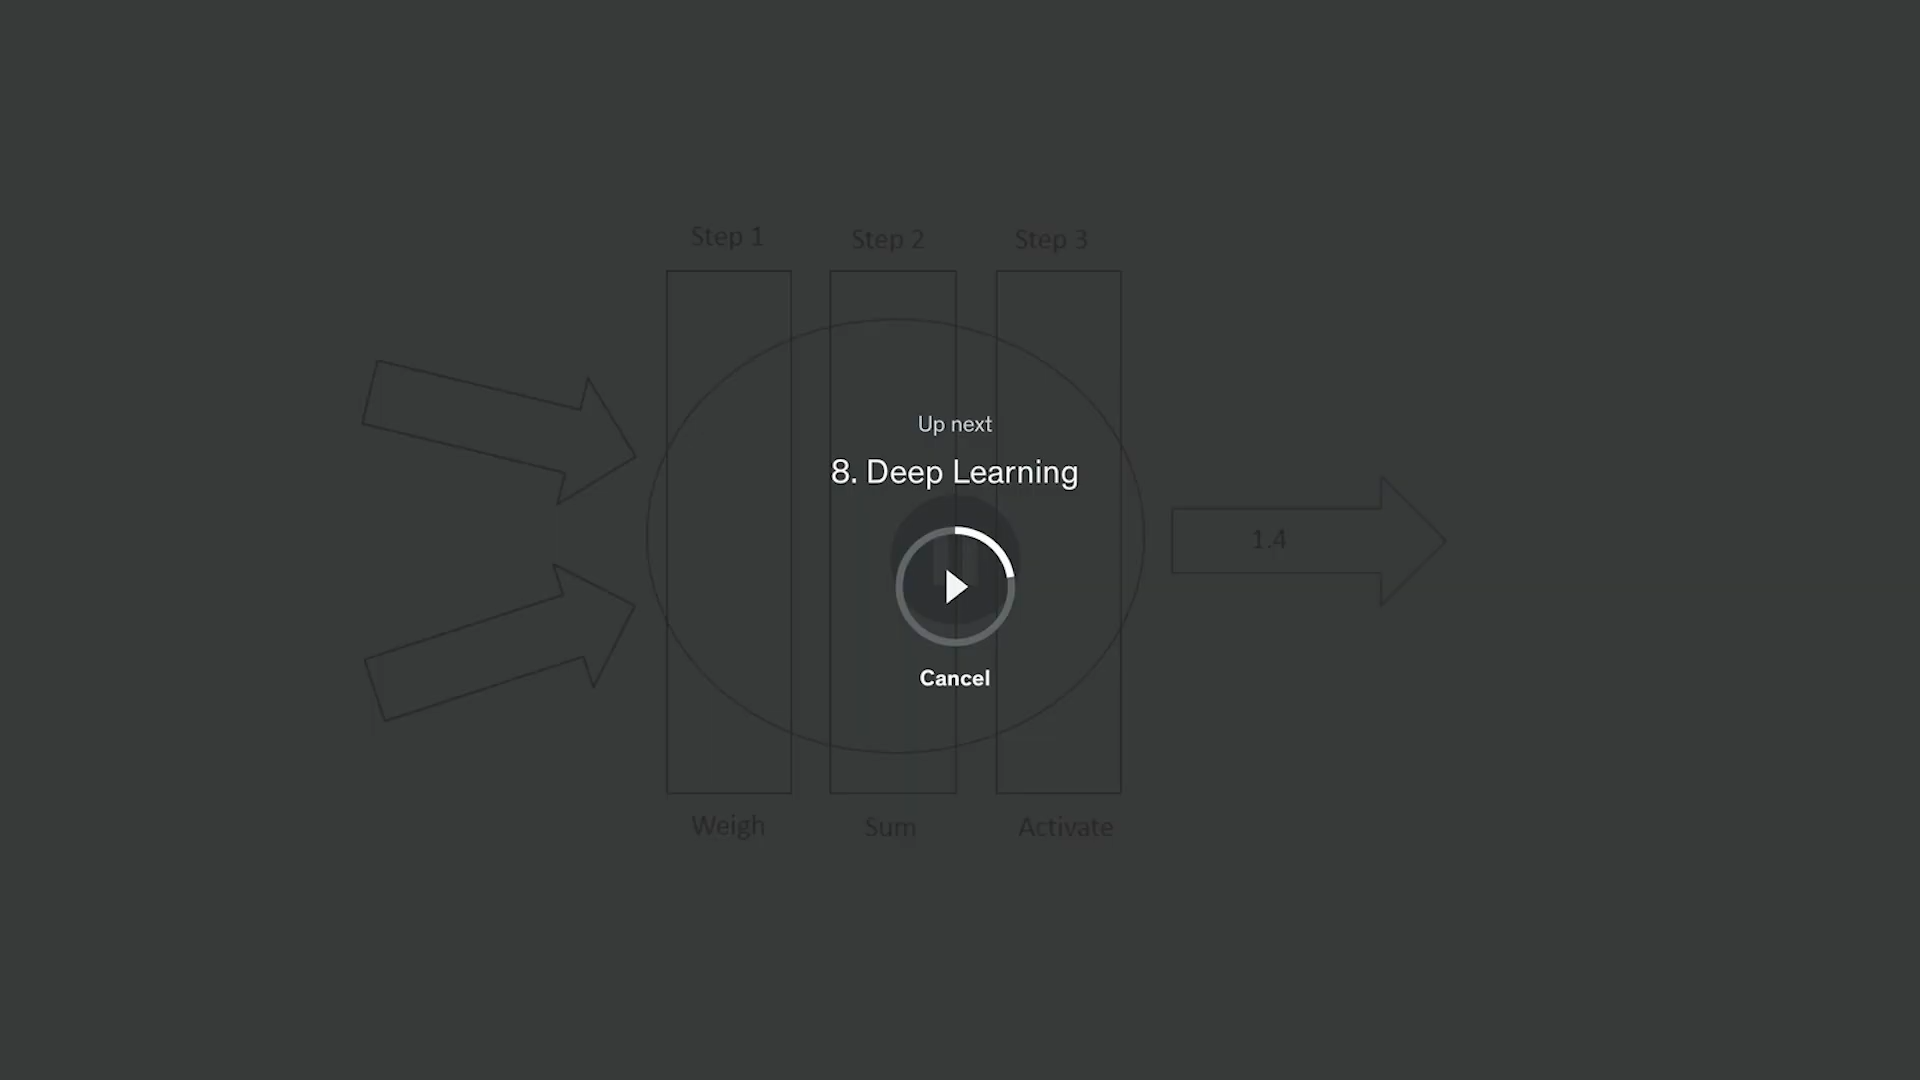 Step 1
Step 2
Step 3
Up next
8. Deep Learning
1.4
Cancel
Weigh
Sum
Activate